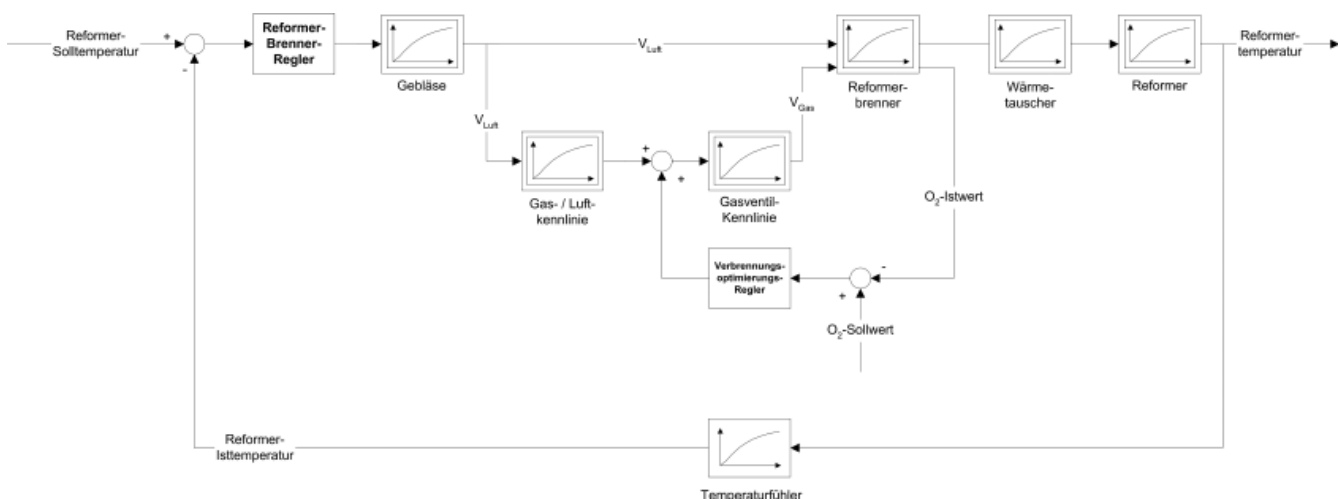 Reformer-
Solltemperatur
+
-
Reformer-
Brenner-
Regler
Gebläse
V_Luft
V_Luft
Gas- / Luft-
kennlinie
+
+
Gasventil-
Kennlinie
V_Gas
Reformer-
brenner
Wärme-
tauscher
Reformer
Reformer-
temperatur
O₂-Istwert
Verbrennungs-
optimierungs-
Regler
-
+
O₂-Sollwert
Reformer-
Isttemperatur
Temperaturfühler